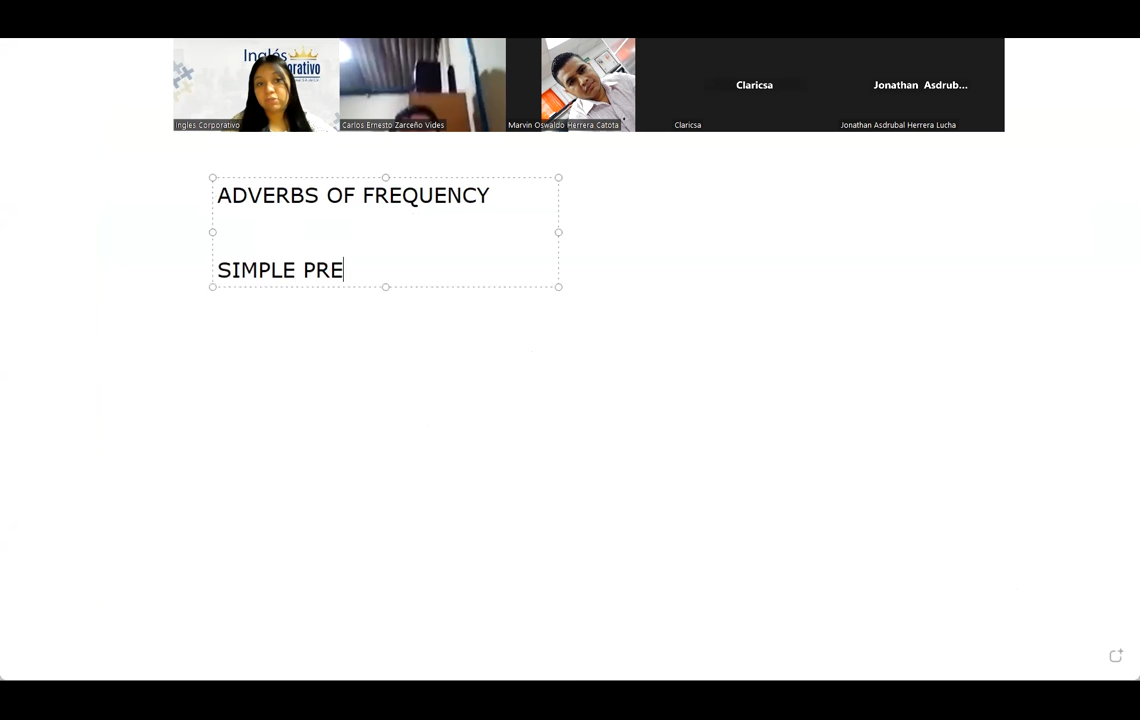 Inglés
orativo
Ingles Corporativo
Carlos Ernesto Zarceño Vides
Marvin Oswaldo Herrera Catota
Claricsa
Claricsa
Jonathan Asdrub...
Jonathan Asdrubal Herrera Lucha
ADVERBS OF FREQUENCY
SIMPLE PRE